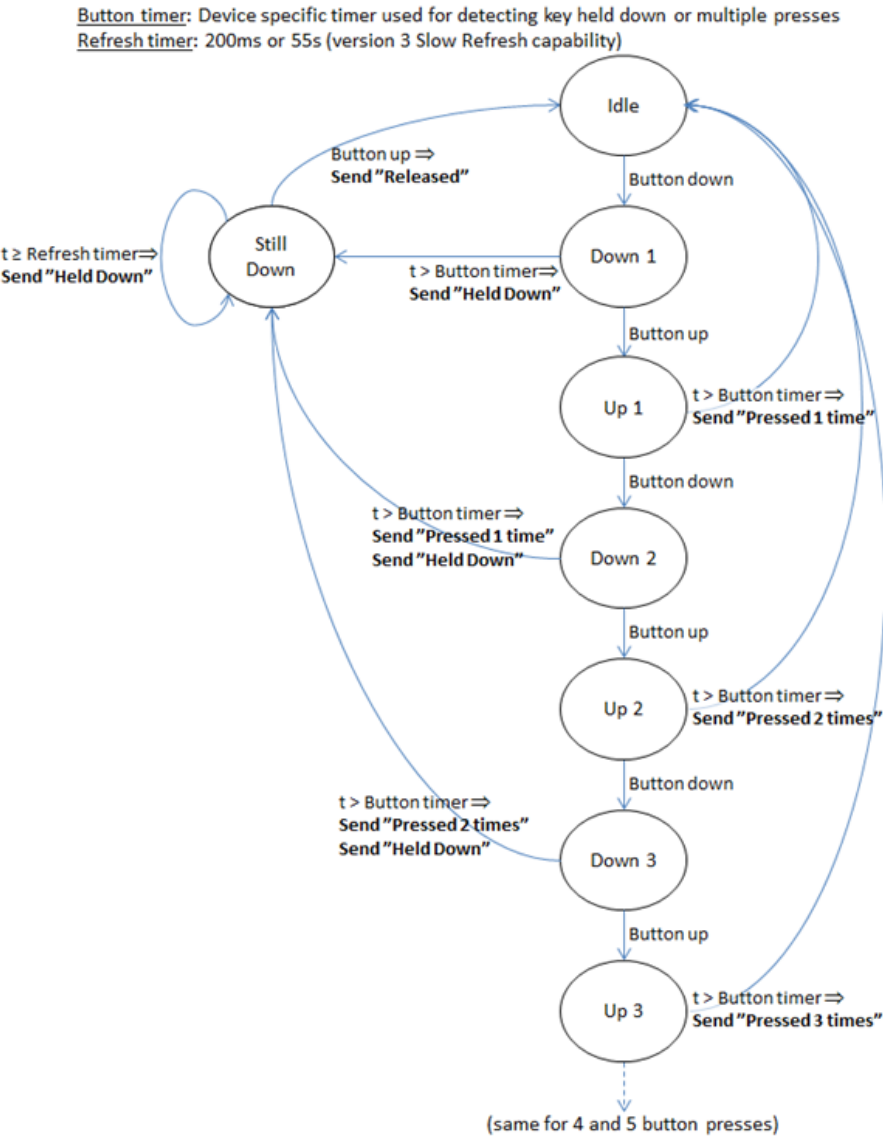 Button timer: Device specific timer used for detecting key held down or multiple presses
Refresh timer: 200ms or 55s (version 3 Slow Refresh capability)
Idle
Button up ⇒
Send "Released"
Button down
Still
Down
Down 1
t ≥ Refresh timer⇒
Send "Held Down"
t > Button timer⇒
Send "Held Down"
Button up
Up 1
t > Button timer⇒
Send "Pressed 1 time"
Button down
t > Button timer⇒
Send "Pressed 1 time"
Send "Held Down"
Down 2
Button up
Up 2
t > Button timer⇒
Send "Pressed 2 times"
Button down
t > Button timer⇒
Send "Pressed 2 times"
Send "Held Down"
Down 3
Button up
Up 3
t > Button timer⇒
Send "Pressed 3 times"
(same for 4 and 5 button presses)